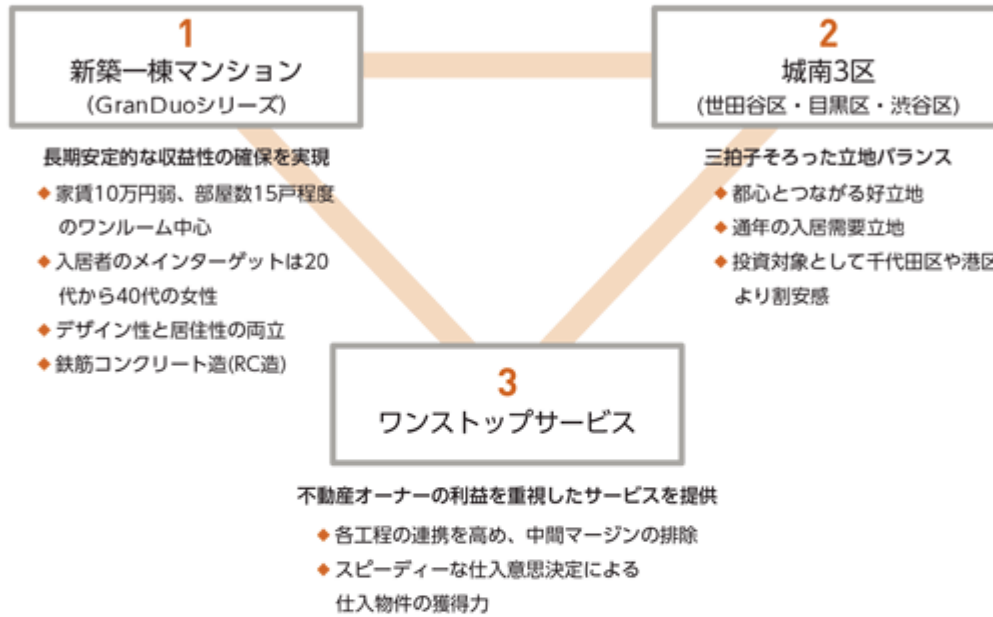 1
新築一棟マンション
（GranDuoシリーズ）
長期安定的な収益性の確保を実現
◆ 家賃10万円弱、部屋数15戸程度
のワンルーム中心
◆ 入居者のメインターゲットは20
代から40代の女性
◆ デザイン性と居住性の両立
◆ 鉄筋コンクリート造(RC造)
2
城南3区
(世田谷区・目黒区・渋谷区)
三拍子そろった立地バランス
◆ 都心とつながる好立地
◆ 通年の入居需要立地
◆ 投資対象として千代田区や港区
より割安感
3
ワンストップサービス
不動産オーナーの利益を重視したサービスを提供
◆ 各工程の連携を高め、中間マージンの排除
◆ スピーディーな仕入意思決定による
仕入物件の獲得力